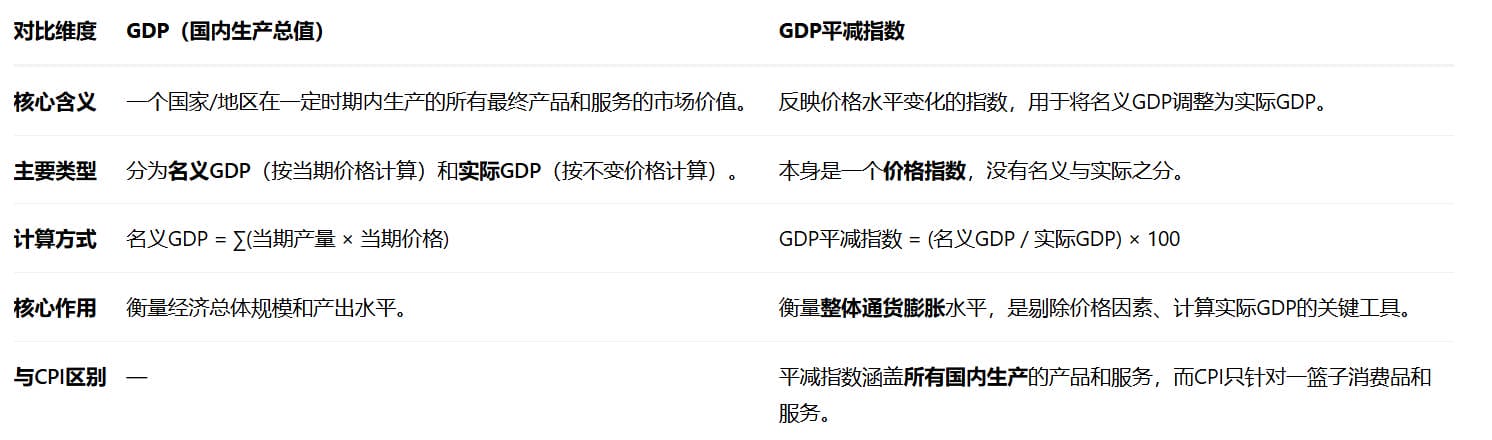 对比维度 GDP（国内生产总值） GDP平减指数
核心含义 一个国家/地区在一定时期内生产的所有最终产品和服务的市场价值。 反映价格水平变化的指数，用于将名义GDP调整为实际GDP。
主要类型 分为名义GDP（按当期价格计算）和实际GDP（按不变价格计算）。 本身是一个价格指数，没有名义与实际之分。
计算方式 名义GDP = ∑(当期产量 × 当期价格) GDP平减指数 = (名义GDP / 实际GDP) × 100
核心作用 衡量经济总体规模和产出水平。 衡量整体通货膨胀水平，是剔除价格因素、计算实际GDP的关键工具。
与CPI区别 — 平减指数涵盖所有国内生产的产品和服务，而CPI只针对一篮子消费品和
服务。